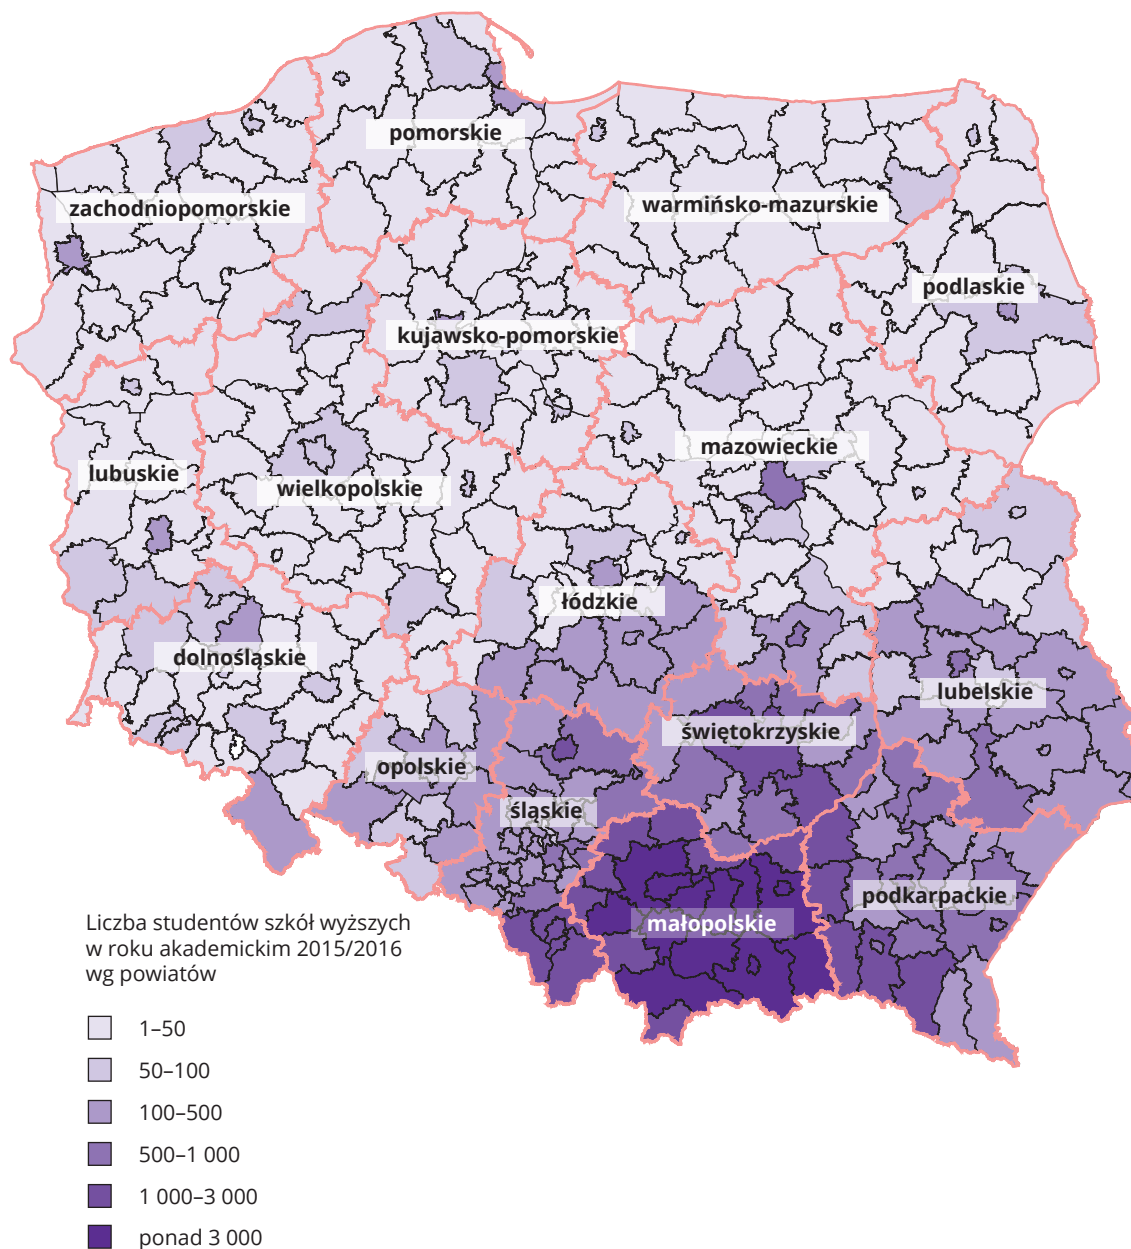 pomorskie
zachodniopomorskie
warmińsko-mazurskie
podlaskie
kujawsko-pomorskie
mazowieckie
lubuskie
wielkopolskie
łódzkie
dolnośląskie
lubelskie
świętokrzyskie
opolskie
śląskie
podkarpackie
małopolskie
Liczba studentów szkół wyższych
w roku akademickim 2015/2016
wg powiatów
1–50
50–100
100–500
500–1 000
1 000–3 000
ponad 3 000